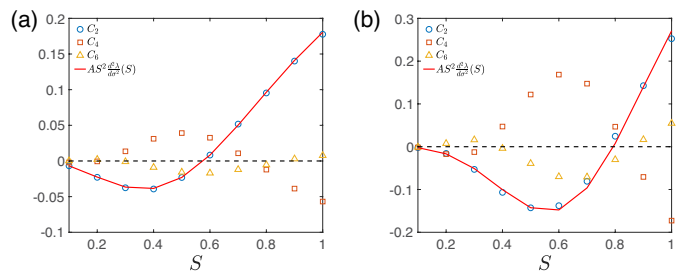 (a)
0.2
0.15
0.1
0.05
0
-0.05
-0.1
C₂
C₄
C₆
AS² d²λ/dσ² (S)
0.2 0.4 0.6 0.8 1
S
(b)
0.3
0.2
0.1
0
-0.1
-0.2
C₂
C₄
C₆
AS² d²λ/dσ² (S)
0.2 0.4 0.6 0.8 1
S